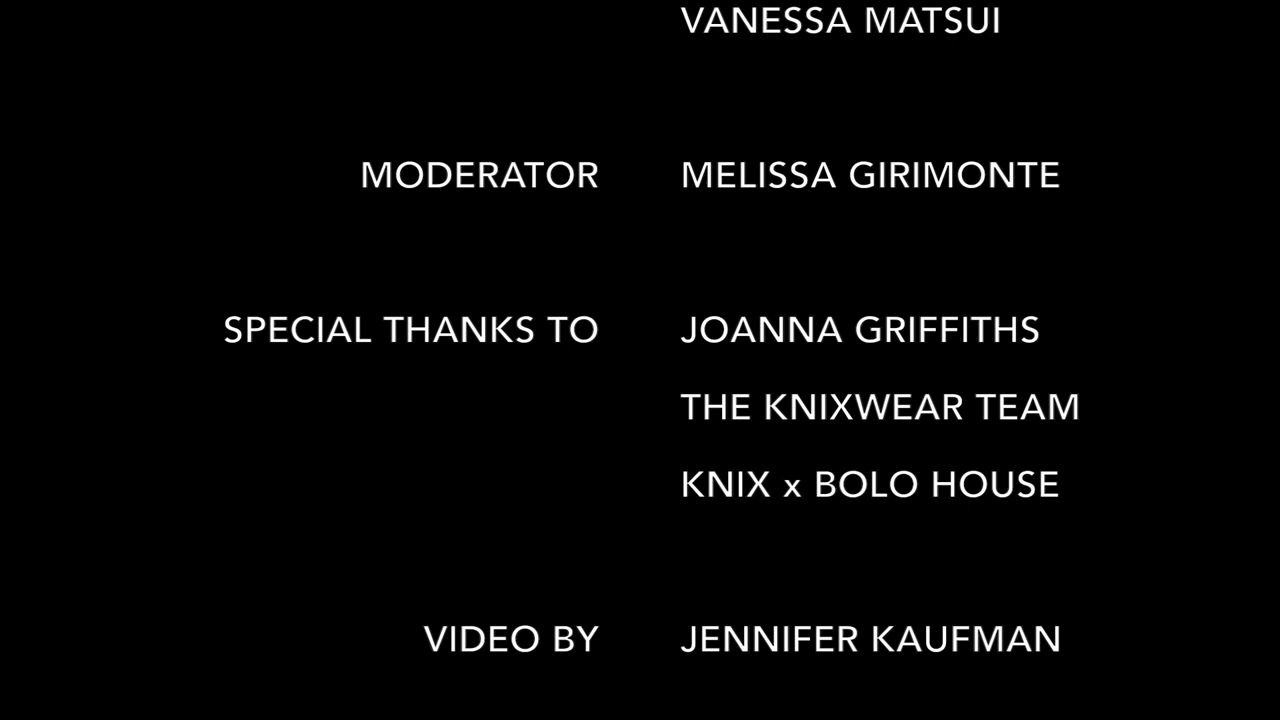 VANESSA MATSUI
MODERATOR MELISSA GIRIMONTE
SPECIAL THANKS TO JOANNA GRIFFITHS
THE KNIXWEAR TEAM
KNIX x BOLO HOUSE
VIDEO BY JENNIFER KAUFMAN